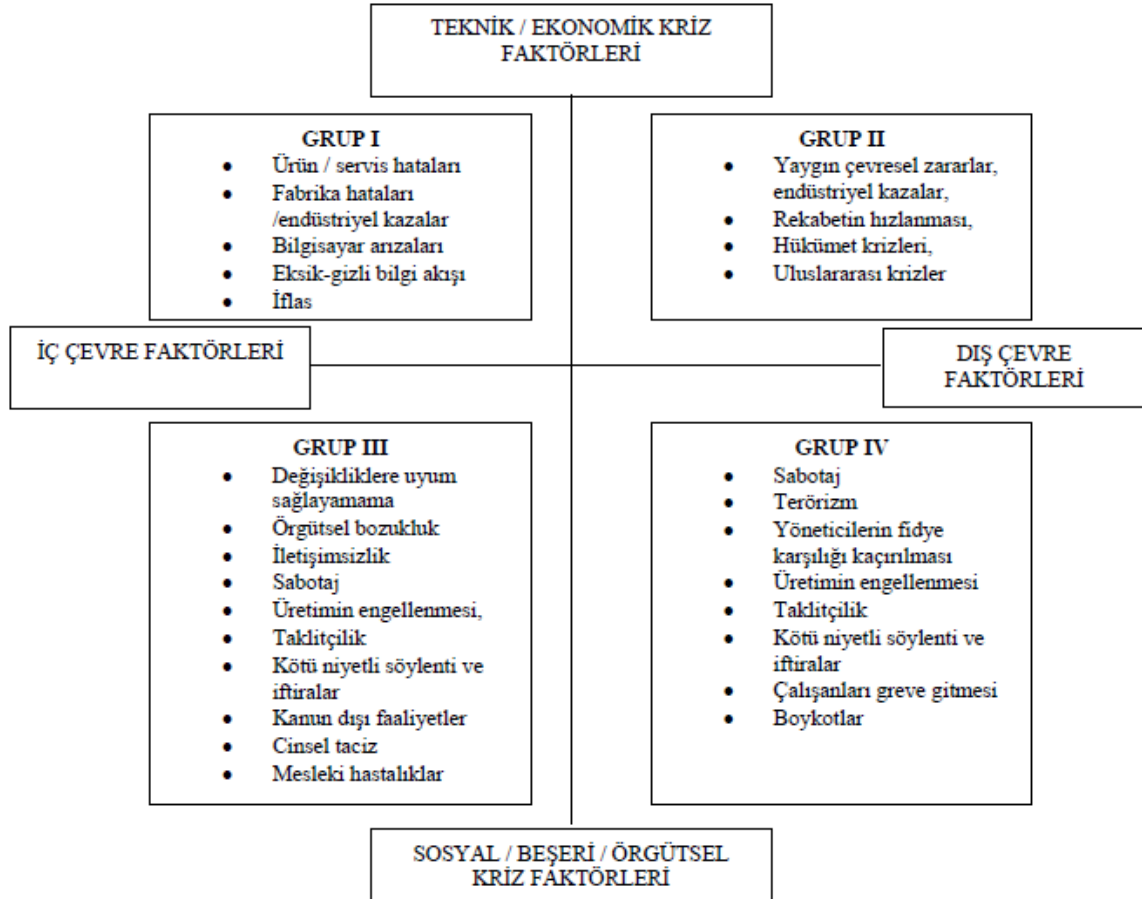 TEKNİK / EKONOMİK KRİZ
FAKTÖRLERİ
GRUP I
● Ürün / servis hataları
● Fabrika hataları
/endüstriyel kazalar
● Bilgisayar arızaları
● Eksik-gizli bilgi akışı
● İflas
GRUP II
● Yaygın çevresel zararlar,
endüstriyel kazalar,
● Rekabetin hızlanması,
● Hükümet krizleri,
● Uluslararası krizler
İÇ ÇEVRE FAKTÖRLERİ
DIŞ ÇEVRE
FAKTÖRLERİ
GRUP III
● Değişikliklere uyum
sağlayamama
● Örgütsel bozukluk
● İletişimsizlik
● Sabotaj
● Üretimin engellenmesi,
● Taklitçilik
● Kötü niyetli söylenti ve
iftiralar
● Kanun dışı faaliyetler
● Cinsel taciz
● Mesleki hastalıklar
GRUP IV
● Sabotaj
● Terörizm
● Yöneticilerin fidye
karşılığı kaçırılması
● Üretimin engellenmesi
● Taklitçilik
● Kötü niyetli söylenti ve
iftiralar
● Çalışanları greve gitmesi
● Boykotlar
SOSYAL / BEŞERİ / ÖRGÜTSEL
KRİZ FAKTÖRLERİ